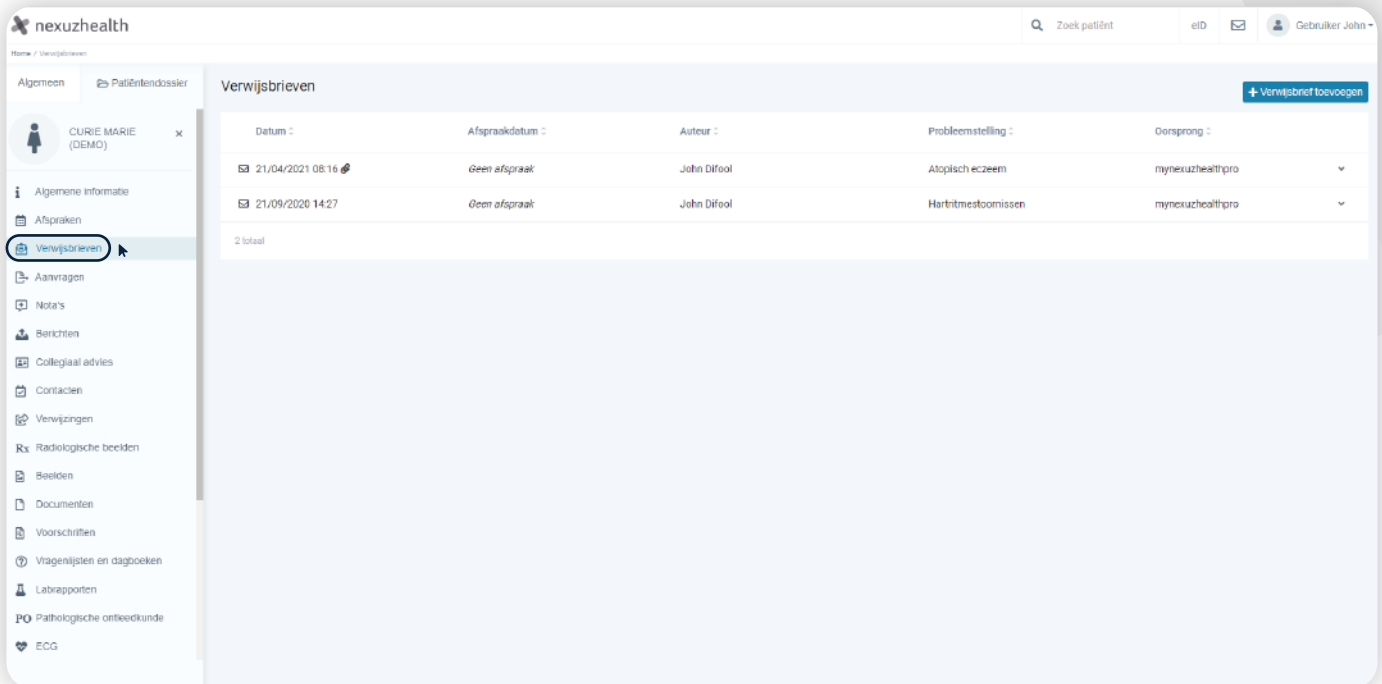 nexuzhealth
Zoek patiënt
eID
Gebruiker John
Home / Verwijsbrieven
Algemeen
Patiëntendossier
CURIE MARIE
(DEMO)
×
Algemene informatie
Afspraken
Verwijsbrieven
Aanvragen
Nota's
Berichten
Collegiaal advies
Contacten
Verwijzingen
Rx Radiologische beelden
Beelden
Documenten
Voorschriften
Vragenlijsten en dagboeken
Labrapporten
PO Pathologische ontleedkunde
ECG
Verwijsbrieven
+ Verwijsbrief toevoegen
Datum Afspraakdatum Auteur Probleemstelling Oorsprong
21/04/2021 08:16 Geen afspraak John Difool Atopisch eczeem mynexuzhealthpro
21/09/2020 14:27 Geen afspraak John Difool Hartritmestoornissen mynexuzhealthpro
2 totaal